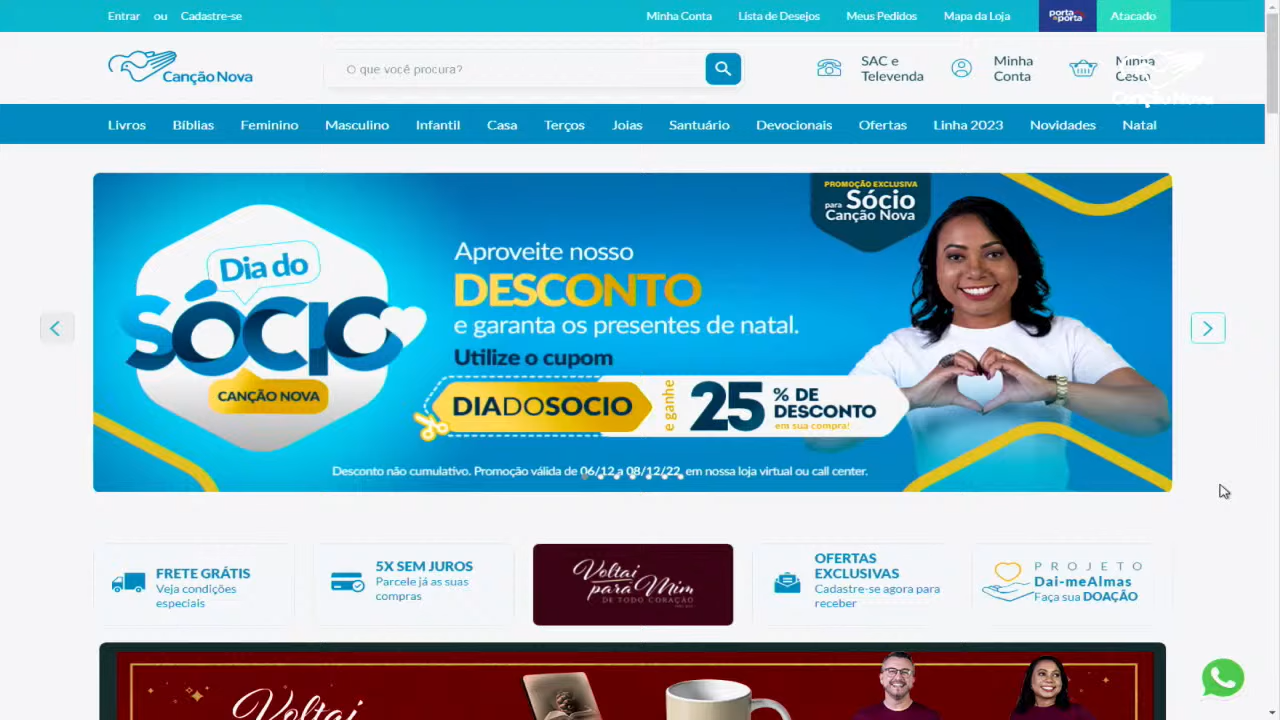 Entrar ou Cadastre-se
Minha Conta
Lista de Desejos
Meus Pedidos
Mapa da Loja
porta a porta
Atacado
Canção Nova
O que você procura?
SAC e
Televenda
Minha
Conta
Minha
Cesta
Canção Nova
Livros
Bíblias
Feminino
Masculino
Infantil
Casa
Terços
Joias
Santuário
Devocionais
Ofertas
Linha 2023
Novidades
Natal
Dia do
SÓCIO
CANÇÃO NOVA
Aproveite nosso
DESCONTO
e garanta os presentes de natal.
Utilize o cupom
DIADOSOCIO
e ganhe
25 % DE
DESCONTO
em sua compra!
PROMOÇÃO EXCLUSIVA
para Sócio
Canção Nova
Desconto não cumulativo. Promoção válida de 06/12 a 08/12/22, em nossa loja virtual ou call center.
FRETE GRÁTIS
Veja condições
especiais
5X SEM JUROS
Parcele já as suas
compras
Voltai
para Mim
DE TODO CORAÇÃO
OFERTAS
EXCLUSIVAS
Cadastre-se agora para
receber
PROJETO
Dai-meAlmas
Faça sua DOAÇÃO
Voltai